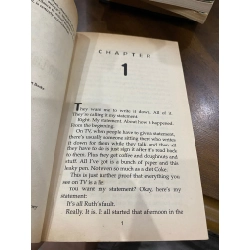 n Books
CHAPTER
1
They want me to write it down. All of it.
They're calling it my statement.
Right. My statement. About how it happened.
From the beginning.
On TV, when people have to give a statement,
there's usually someone sitting there who writes
it down for them while they talk and then all
they have to do is just sign it after it's read back
to them. Plus they get coffee and doughnuts and
stuff. All I've got is a bunch of paper and this
leaky pen. Not even so much as a diet Coke.
This is just further proof that everything you
see on TV is a lie.
You want my statement? Okay, here's my
statement:
It's all Ruth's fault.
Really. It is. It all started that afternoon in the
1